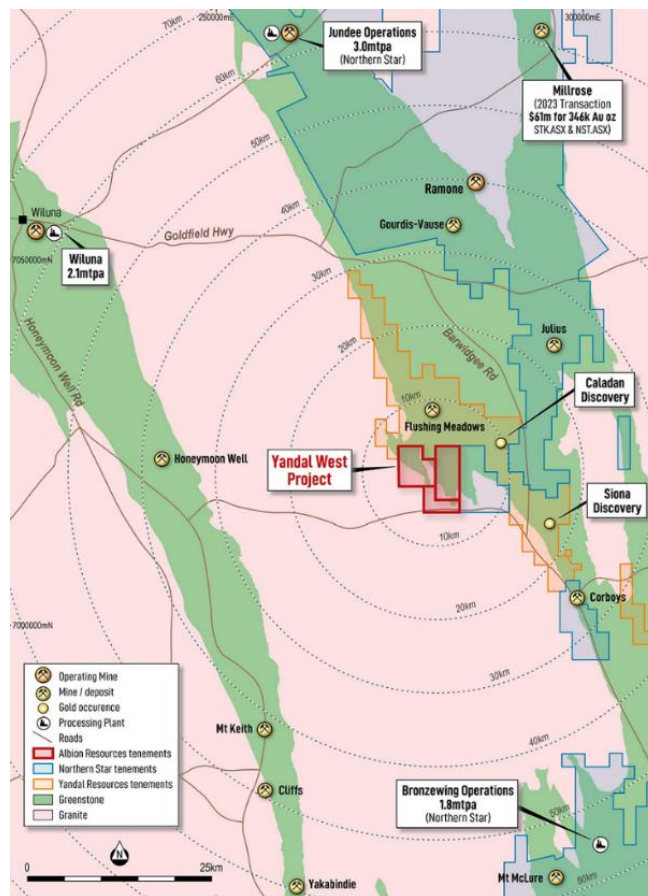 250000mE
300000mE
70km
Jundee Operations
3.0mtpa
(Northern Star)
Millrose
(2023 Transaction
$61m for 346k Au oz
STK.ASX & NST.ASX)
60km
50km
Ramone
Gourdis-Vause
40km
Wiluna
Goldfield Hwy
Wiluna
2.1mtpa
7050000mN
30km
Honeymoon Well Rd
Barwidgee Rd
Julius
20km
Caladan
Discovery
10km
Flushing Meadows
Honeymoon Well
Yandal West
Project
Siona
Discovery
10km
Corboys
20km
7000000mN
30km
Operating Mine
Mine / deposit
Gold occurence
Processing Plant
Roads
Albion Resources tenements
Northern Star tenements
Yandal Resources tenements
Greenstone
Granite
Mt Keith
40km
Cliffs
Bronzewing Operations
1.8mtpa
(Northern Star)
50km
N
0
25km
Yakabindie
Mt McLure
60km